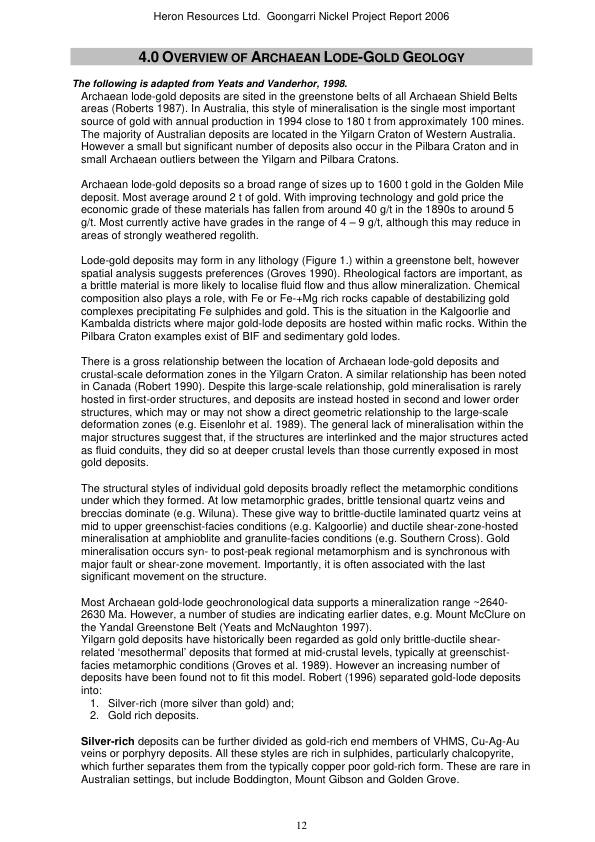 Heron Resources Ltd.  Goongarri Nickel Project Report 2006
4.0 OVERVIEW OF ARCHAEAN LODE-GOLD GEOLOGY
The following is adapted from Yeats and Vanderhor, 1998.
Archaean lode-gold deposits are sited in the greenstone belts of all Archaean Shield Belts
areas (Roberts 1987). In Australia, this style of mineralisation is the single most important
source of gold with annual production in 1994 close to 180 t from approximately 100 mines.
The majority of Australian deposits are located in the Yilgarn Craton of Western Australia.
However a small but significant number of deposits also occur in the Pilbara Craton and in
small Archaean outliers between the Yilgarn and Pilbara Cratons.
Archaean lode-gold deposits so a broad range of sizes up to 1600 t gold in the Golden Mile
deposit. Most average around 2 t of gold. With improving technology and gold price the
economic grade of these materials has fallen from around 40 g/t in the 1890s to around 5
g/t. Most currently active have grades in the range of 4 – 9 g/t, although this may reduce in
areas of strongly weathered regolith.
Lode-gold deposits may form in any lithology (Figure 1.) within a greenstone belt, however
spatial analysis suggests preferences (Groves 1990). Rheological factors are important, as
a brittle material is more likely to localise fluid flow and thus allow mineralization. Chemical
composition also plays a role, with Fe or Fe-+Mg rich rocks capable of destabilizing gold
complexes precipitating Fe sulphides and gold. This is the situation in the Kalgoorlie and
Kambalda districts where major gold-lode deposits are hosted within mafic rocks. Within the
Pilbara Craton examples exist of BIF and sedimentary gold lodes.
There is a gross relationship between the location of Archaean lode-gold deposits and
crustal-scale deformation zones in the Yilgarn Craton. A similar relationship has been noted
in Canada (Robert 1990). Despite this large-scale relationship, gold mineralisation is rarely
hosted in first-order structures, and deposits are instead hosted in second and lower order
structures, which may or may not show a direct geometric relationship to the large-scale
deformation zones (e.g. Eisenlohr et al. 1989). The general lack of mineralisation within the
major structures suggest that, if the structures are interlinked and the major structures acted
as fluid conduits, they did so at deeper crustal levels than those currently exposed in most
gold deposits.
The structural styles of individual gold deposits broadly reflect the metamorphic conditions
under which they formed. At low metamorphic grades, brittle tensional quartz veins and
breccias dominate (e.g. Wiluna). These give way to brittle-ductile laminated quartz veins at
mid to upper greenschist-facies conditions (e.g. Kalgoorlie) and ductile shear-zone-hosted
mineralisation at amphioblite and granulite-facies conditions (e.g. Southern Cross). Gold
mineralisation occurs syn- to post-peak regional metamorphism and is synchronous with
major fault or shear-zone movement. Importantly, it is often associated with the last
significant movement on the structure.
Most Archaean gold-lode geochronological data supports a mineralization range ~2640-
2630 Ma. However, a number of studies are indicating earlier dates, e.g. Mount McClure on
the Yandal Greenstone Belt (Yeats and McNaughton 1997).
Yilgarn gold deposits have historically been regarded as gold only brittle-ductile shear-
related ‘mesothermal’ deposits that formed at mid-crustal levels, typically at greenschist-
facies metamorphic conditions (Groves et al. 1989). However an increasing number of
deposits have been found not to fit this model. Robert (1996) separated gold-lode deposits
into:
1.  Silver-rich (more silver than gold) and;
2.  Gold rich deposits.
Silver-rich deposits can be further divided as gold-rich end members of VHMS, Cu-Ag-Au
veins or porphyry deposits. All these styles are rich in sulphides, particularly chalcopyrite,
which further separates them from the typically copper poor gold-rich form. These are rare in
Australian settings, but include Boddington, Mount Gibson and Golden Grove.
12